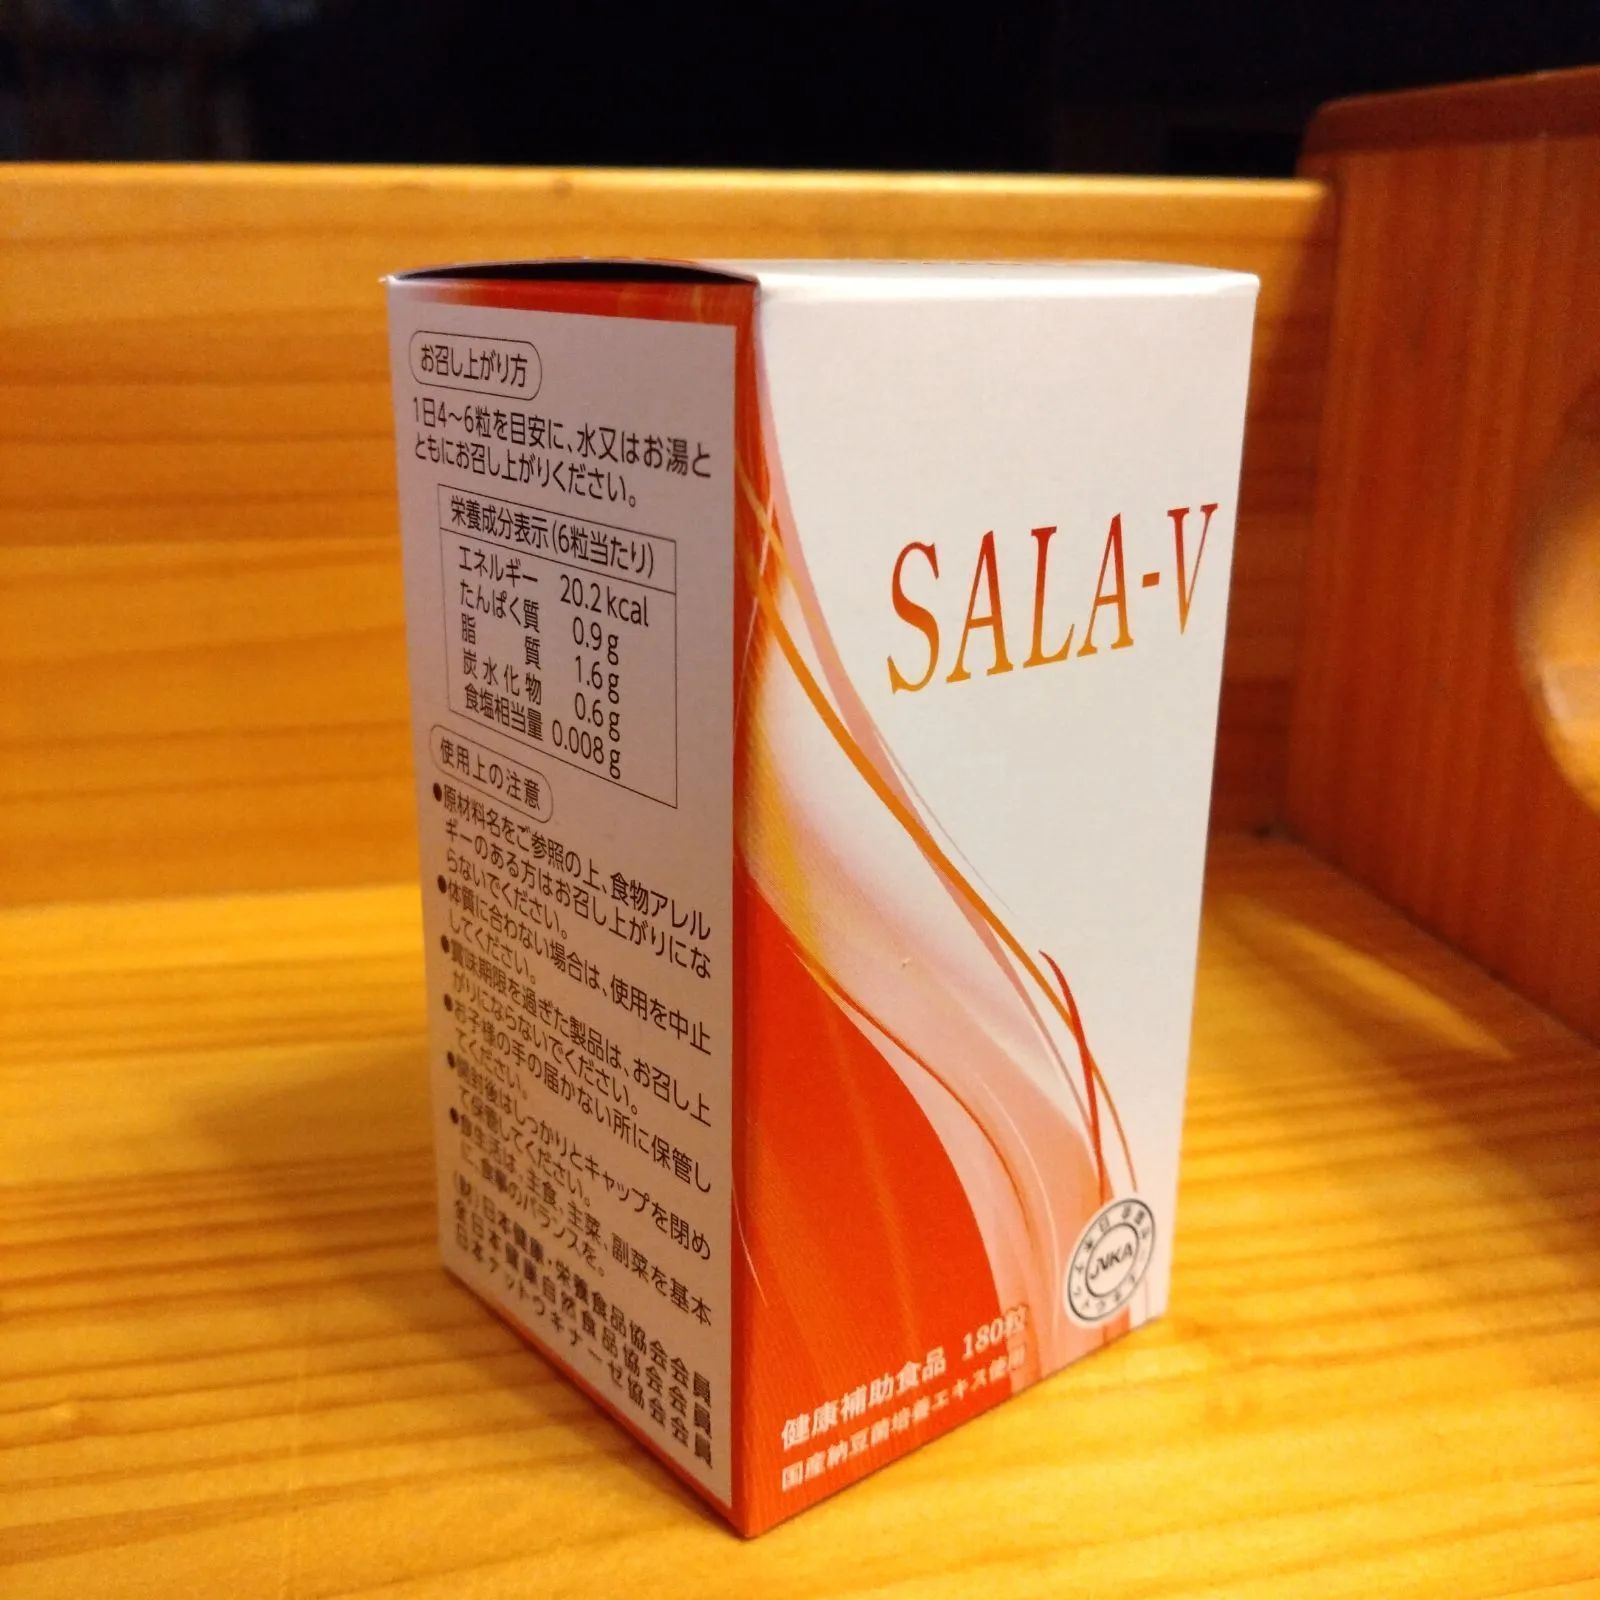 お召し上がり方
1日4〜6粒を目安に、水又はお湯と
ともにお召し上がりください。
栄養成分表示(6粒当たり)
エネルギー 20.2kcal
たんぱく質 0.9g
脂質 1.6g
炭水化物 0.6g
食塩相当量 0.008g
使用上の注意
●原材料名をご参照の上、食物アレル
ギーのある方はお召し上がりにな
らないでください。
●体質に合わない場合は、使用を中止
してください。
●賞味期限を過ぎた製品は、お召し上
がりにならないでください。
●お子様の手の届かない所に保管し
てください。
●開封後はしっかりとキャップを閉め
て保管してください。
●食生活は、主食、主菜、副菜を基本
に、食事のバランスを。
(財)日本健康・栄養食品協会会員
全日本健康自然食品協会会員
日本ナットウキナーゼ協会会員
SALA-V
JNKA
健康補助食品 180粒
国産納豆菌培養エキス使用